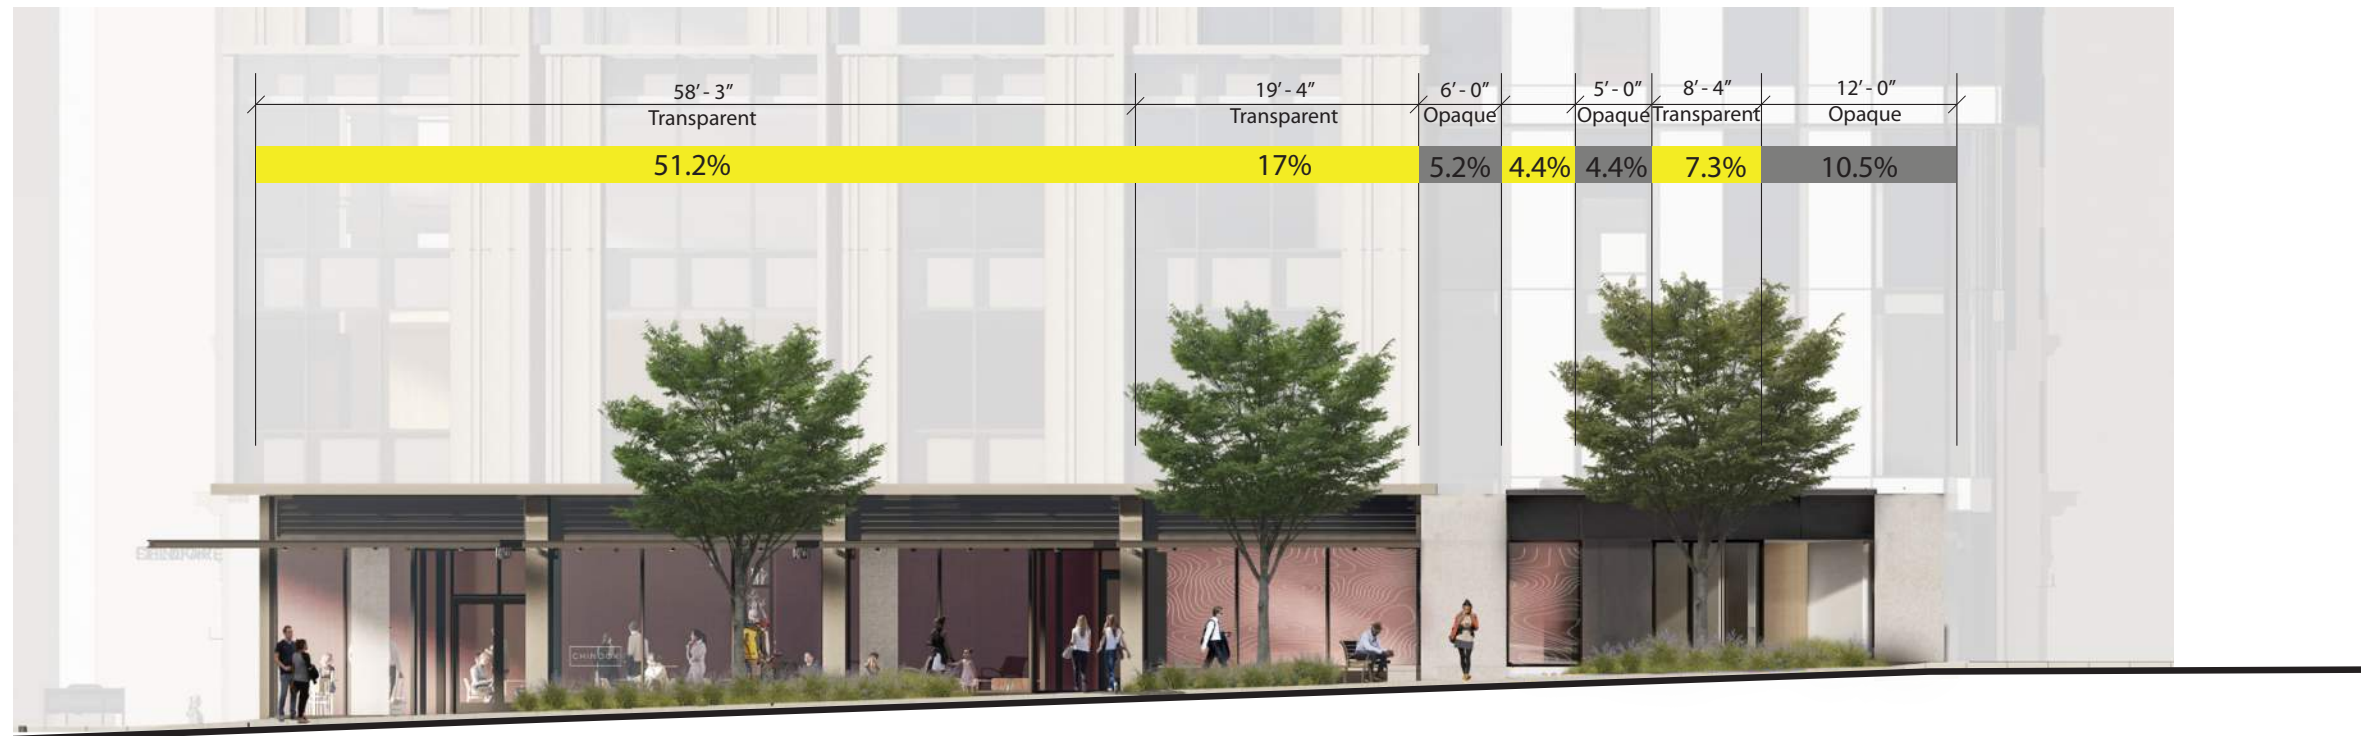 58' - 3"
19' - 4"
6' - 0"
5' - 0"
8' - 4"
12' - 0"
Transparent
Transparent
Opaque
Opaque
Transparent
Opaque
51.2%
17%
5.2%
4.4%
4.4%
7.3%
10.5%
CHINOOK